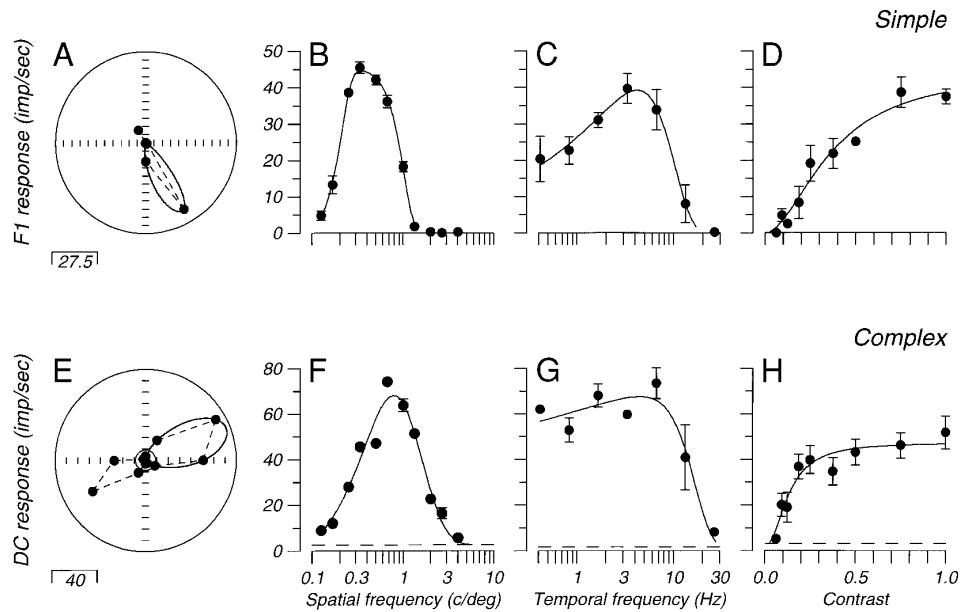 Simple
A
B
C
D
F1 response (imp/sec)
50
40
30
20
10
0
27.5
Complex
E
F
G
H
DC response (imp/sec)
80
60
40
20
0
40
0.1 0.3 1 3 10
1 3 10 30
0.0 0.5 1.0
Spatial frequency (c/deg)
Temporal frequency (Hz)
Contrast